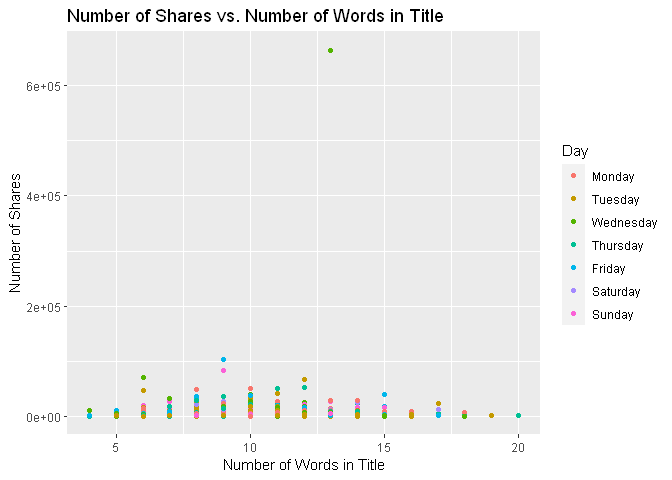 Number of Shares vs. Number of Words in Title
Number of Shares
6e+05
4e+05
2e+05
0e+00
5
10
15
20
Number of Words in Title
Day
Monday
Tuesday
Wednesday
Thursday
Friday
Saturday
Sunday